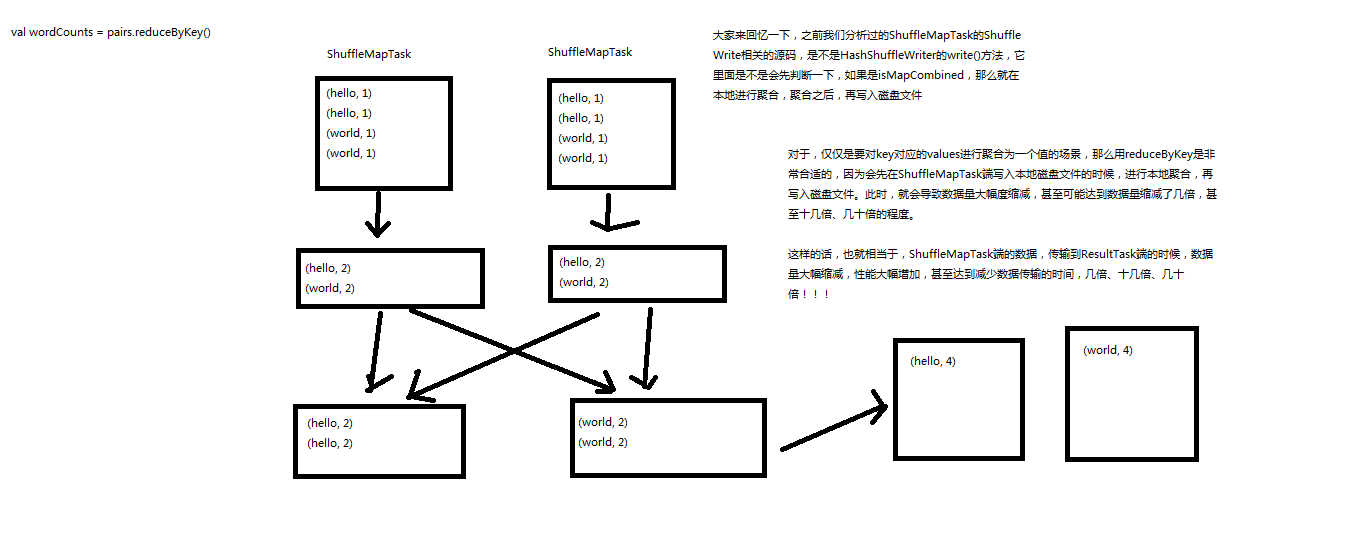 val wordCounts = pairs.reduceByKey()
ShuffleMapTask
(hello, 1)
(hello, 1)
(world, 1)
(world, 1)
ShuffleMapTask
(hello, 1)
(hello, 1)
(world, 1)
(world, 1)
大家来回忆一下，之前我们分析过的ShuffleMapTask的Shuffle
Write相关的源码，是不是HashShuffleWriter的write()方法，它
里面是不是会先判断一下，如果是isMapCombined，那么就在
本地进行聚合，聚合之后，再写入磁盘文件
对于，仅仅是要对key对应的values进行聚合为一个值的场景，那么用reduceByKey是非
常合适的，因为会先在ShuffleMapTask端写入本地磁盘文件的时候，进行本地聚合，再
写入磁盘文件。此时，就会导致数据量大幅度缩减，甚至可能达到数据量缩减了几倍，甚
至十几倍、几十倍的程度。
这样的话，也就相当于，ShuffleMapTask端的数据，传输到ResultTask端的时候，数据
量大幅缩减，性能大幅增加，甚至达到减少数据传输的时间，几倍、十几倍、几十
倍！！！
(hello, 2)
(world, 2)
(hello, 2)
(world, 2)
(hello, 2)
(hello, 2)
(world, 2)
(world, 2)
(hello, 4)
(world, 4)